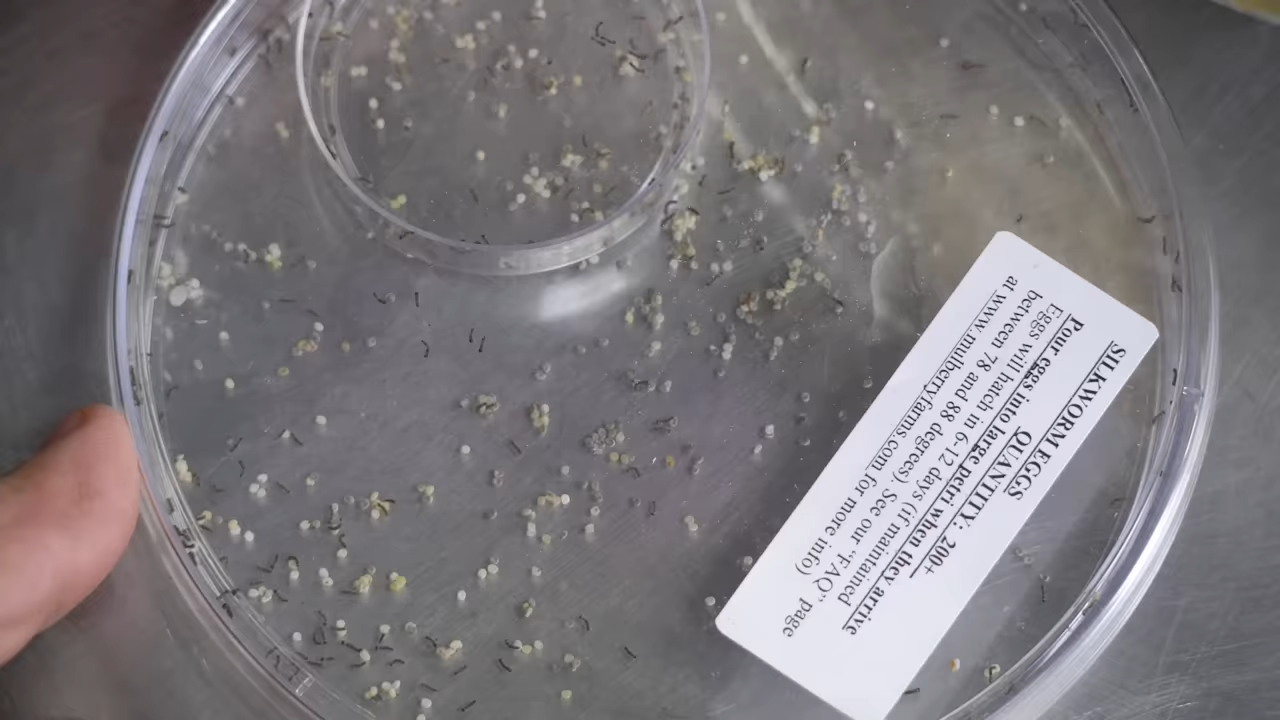 SILKWORM EGGS
QUANTITY: 200+
Pour eggs into large petri when they arrive
Eggs will hatch in 6-12 days (if maintained
between 78 and 88 degrees). See our "FAQ" page
at www.mulberryfarms.com for more info)